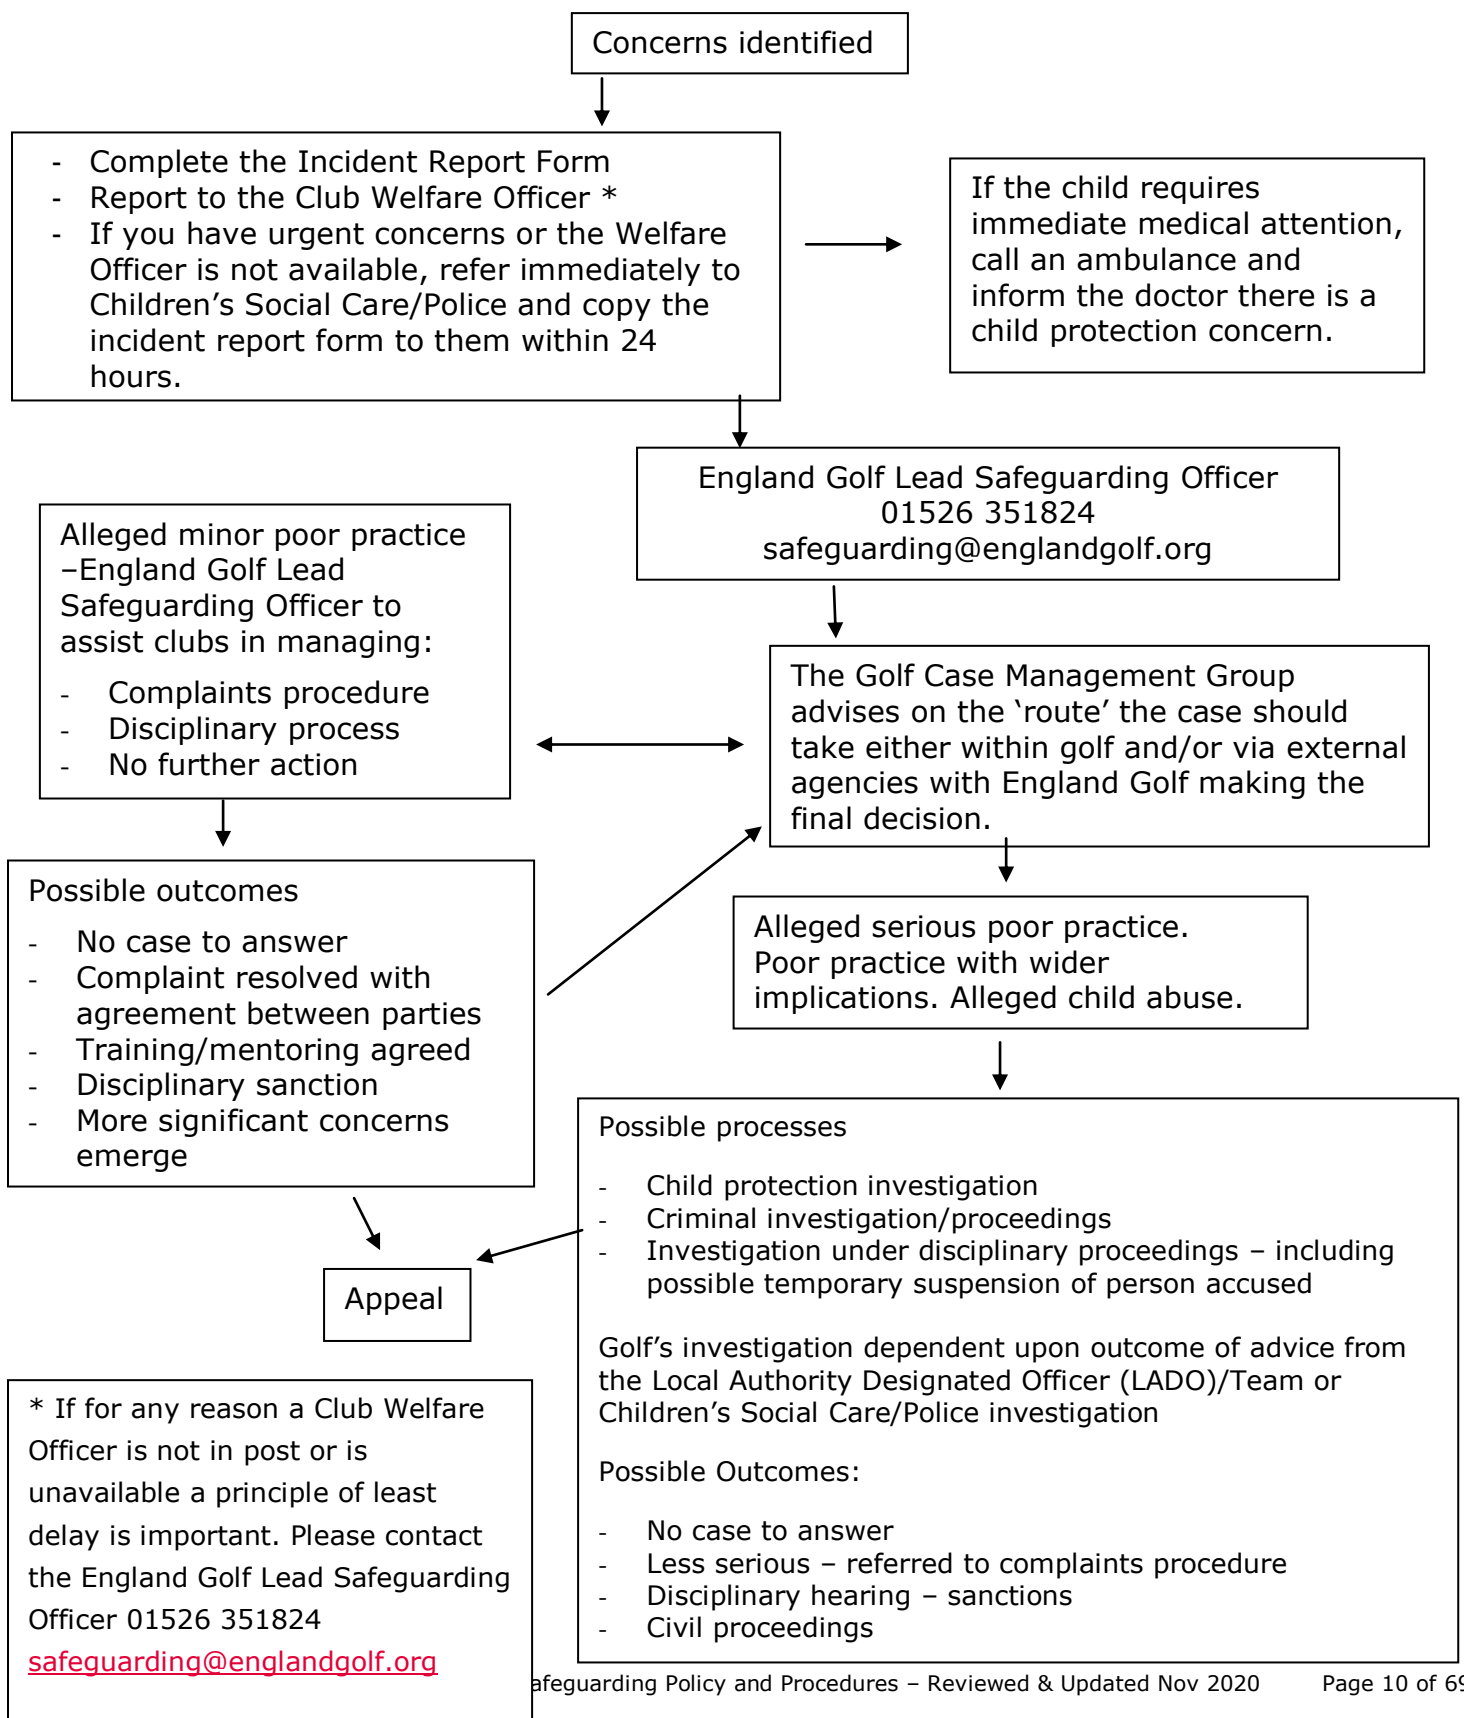 Concerns identified
- Complete the Incident Report Form
- Report to the Club Welfare Officer *
- If you have urgent concerns or the Welfare
Officer is not available, refer immediately to
Children’s Social Care/Police and copy the
incident report form to them within 24
hours.
If the child requires
immediate medical attention,
call an ambulance and
inform the doctor there is a
child protection concern.
England Golf Lead Safeguarding Officer
01526 351824
safeguarding@englandgolf.org
Alleged minor poor practice
–England Golf Lead
Safeguarding Officer to
assist clubs in managing:
- Complaints procedure
- Disciplinary process
- No further action
The Golf Case Management Group
advises on the ‘route’ the case should
take either within golf and/or via external
agencies with England Golf making the
final decision.
Possible outcomes
- No case to answer
- Complaint resolved with
agreement between parties
- Training/mentoring agreed
- Disciplinary sanction
- More significant concerns
emerge
Alleged serious poor practice.
Poor practice with wider
implications. Alleged child abuse.
Possible processes
- Child protection investigation
- Criminal investigation/proceedings
- Investigation under disciplinary proceedings – including
possible temporary suspension of person accused
Golf’s investigation dependent upon outcome of advice from
the Local Authority Designated Officer (LADO)/Team or
Children’s Social Care/Police investigation
Possible Outcomes:
- No case to answer
- Less serious – referred to complaints procedure
- Disciplinary hearing – sanctions
- Civil proceedings
Appeal
* If for any reason a Club Welfare
Officer is not in post or is
unavailable a principle of least
delay is important. Please contact
the England Golf Lead Safeguarding
Officer 01526 351824
safeguarding@englandgolf.org
afeguarding Policy and Procedures – Reviewed & Updated Nov 2020 Page 10 of 69